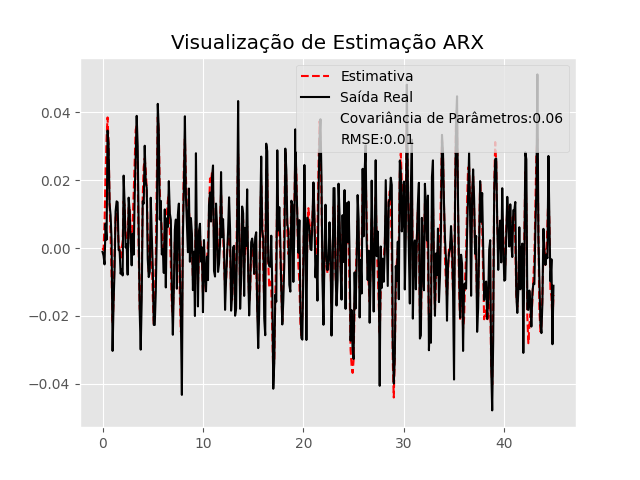 Visualização de Estimação ARX
Estimativa
Saída Real
Covariância de Parâmetros:0.06
RMSE:0.01
0.04
0.02
0.00
−0.02
−0.04
0
10
20
30
40